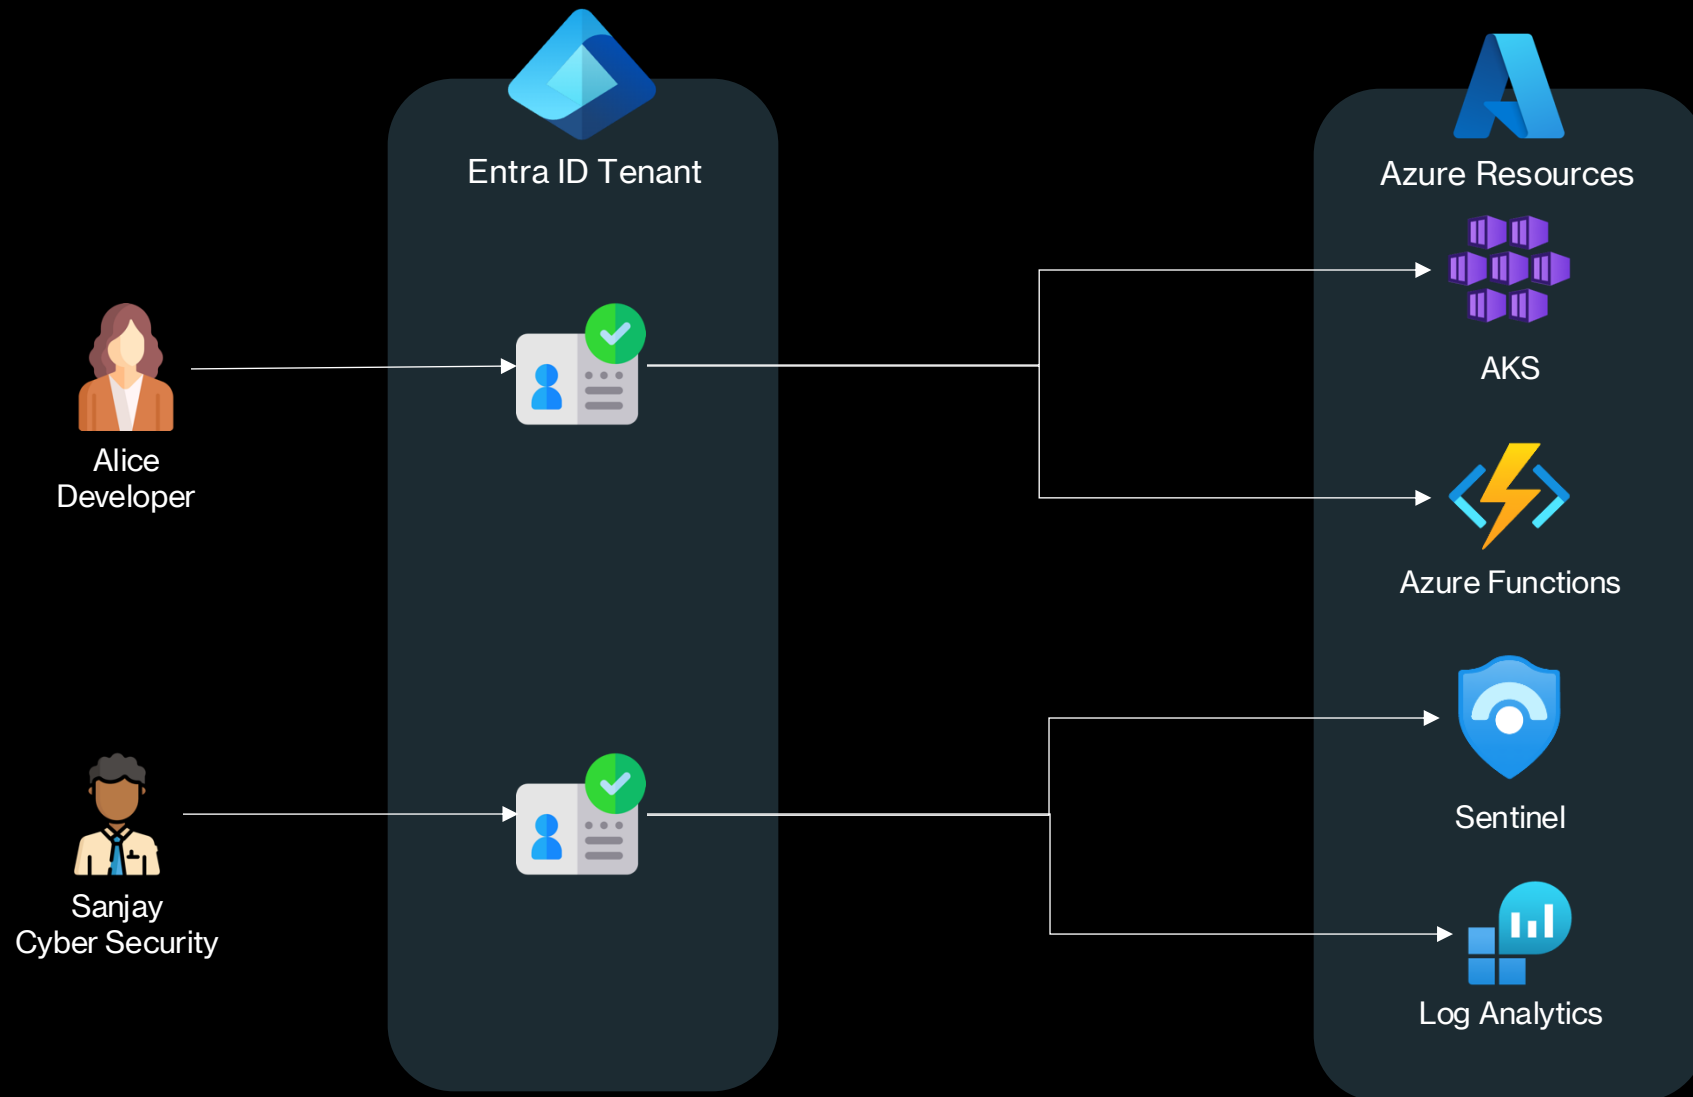 Entra ID Tenant
Azure Resources
AKS
Alice
Developer
Azure Functions
Sentinel
Sanjay
Cyber Security
Log Analytics